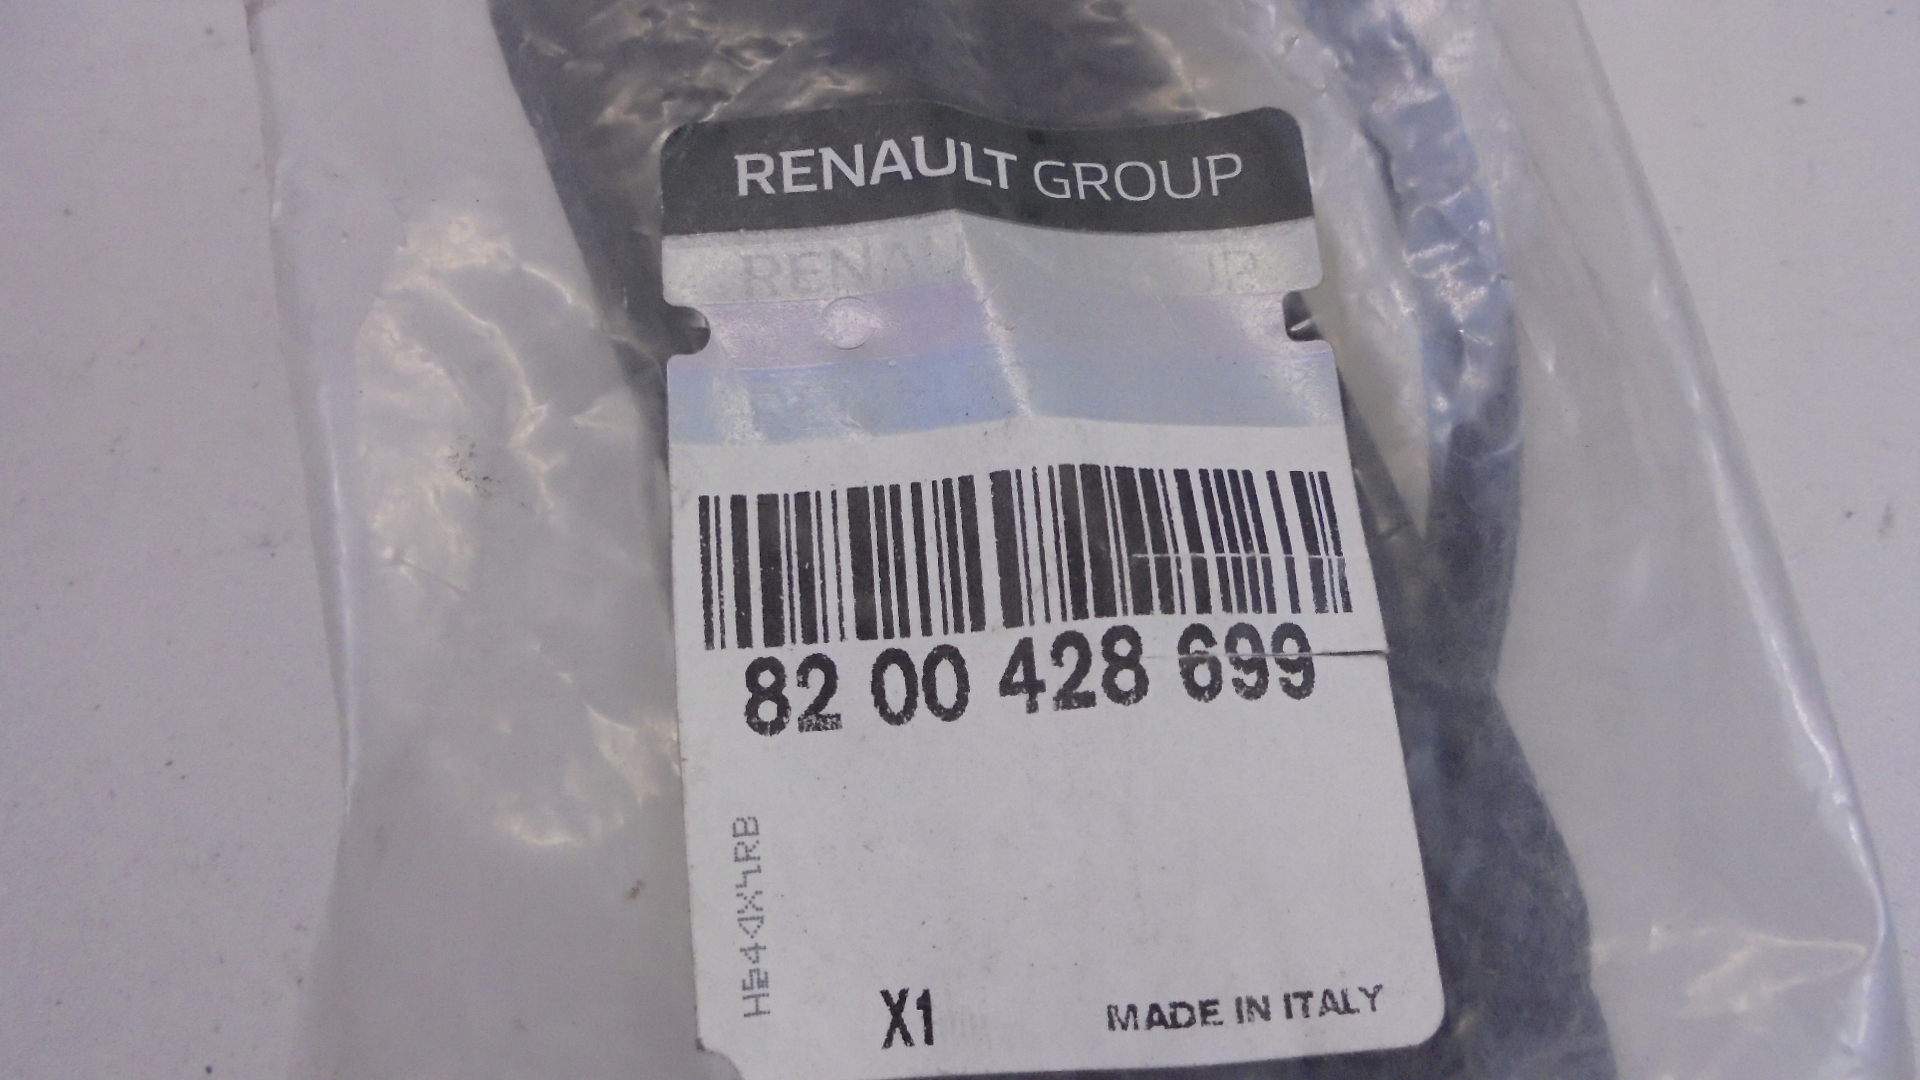 RENAULT GROUP
82 00 428 699
X1
MADE IN ITALY